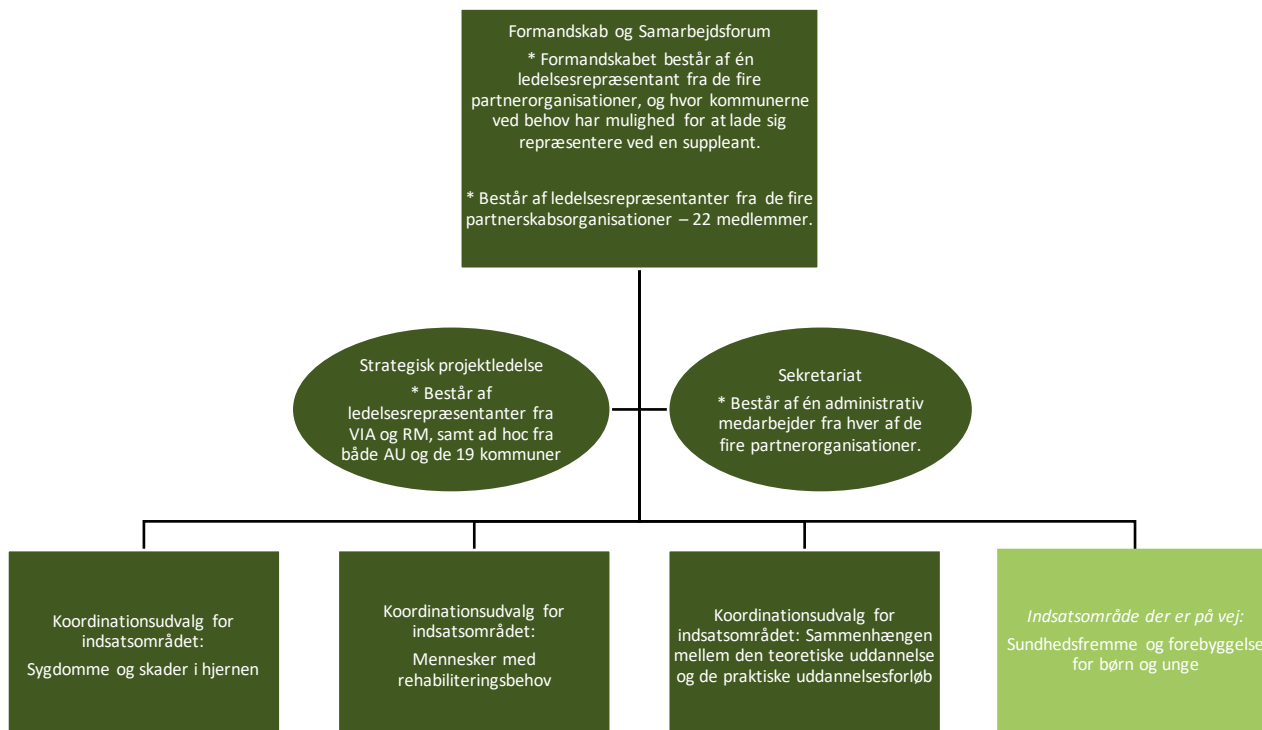 Formandskab og Samarbejdsforum
* Formandskabet består af én
ledelsesrepræsentant fra de fire
partnerorganisationer, og hvor kommunerne
ved behov har mulighed for at lade sig
repræsentere ved en suppleant.
* Består af ledelsesrepræsentanter fra de fire
partnerskabsorganisationer – 22 medlemmer.
Strategisk projektledelse
* Består af
ledelsesrepræsentanter fra
VIA og RM, samt ad hoc fra
både AU og de 19 kommuner
Sekretariat
* Består af én administrativ
medarbejder fra hver af de
fire partnerorganisationer.
Koordinationsudvalg for
indsatsområdet:
Sygdomme og skader i hjernen
Koordinationsudvalg for
indsatsområdet:
Mennesker med
rehabiliteringsbehov
Koordinationsudvalg for
indsatsområdet: Sammenhængen
mellem den teoretiske uddannelse
og de praktiske uddannelsesforløb
Indsatsområde der er på vej:
Sundhedsfremme og forebyggelse
for børn og unge